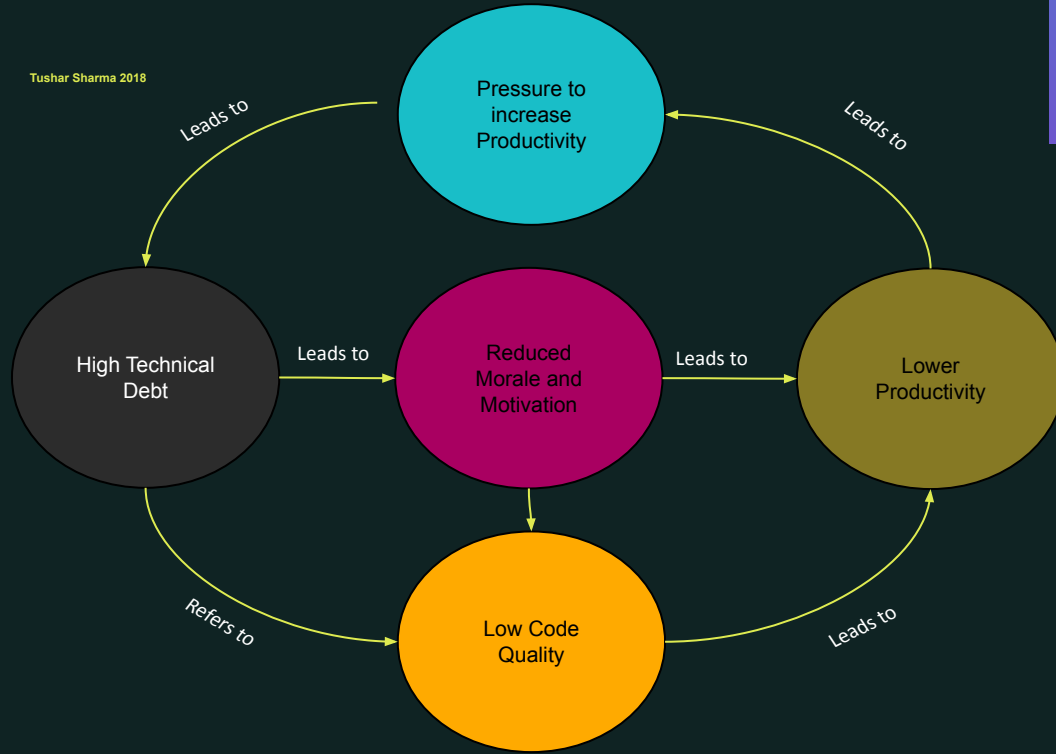 Tushar Sharma 2018
Pressure to
increase
Productivity
Leads to
Leads to
High Technical
Debt
Leads to
Reduced
Morale and
Motivation
Leads to
Lower
Productivity
Refers to
Low Code
Quality
Leads to